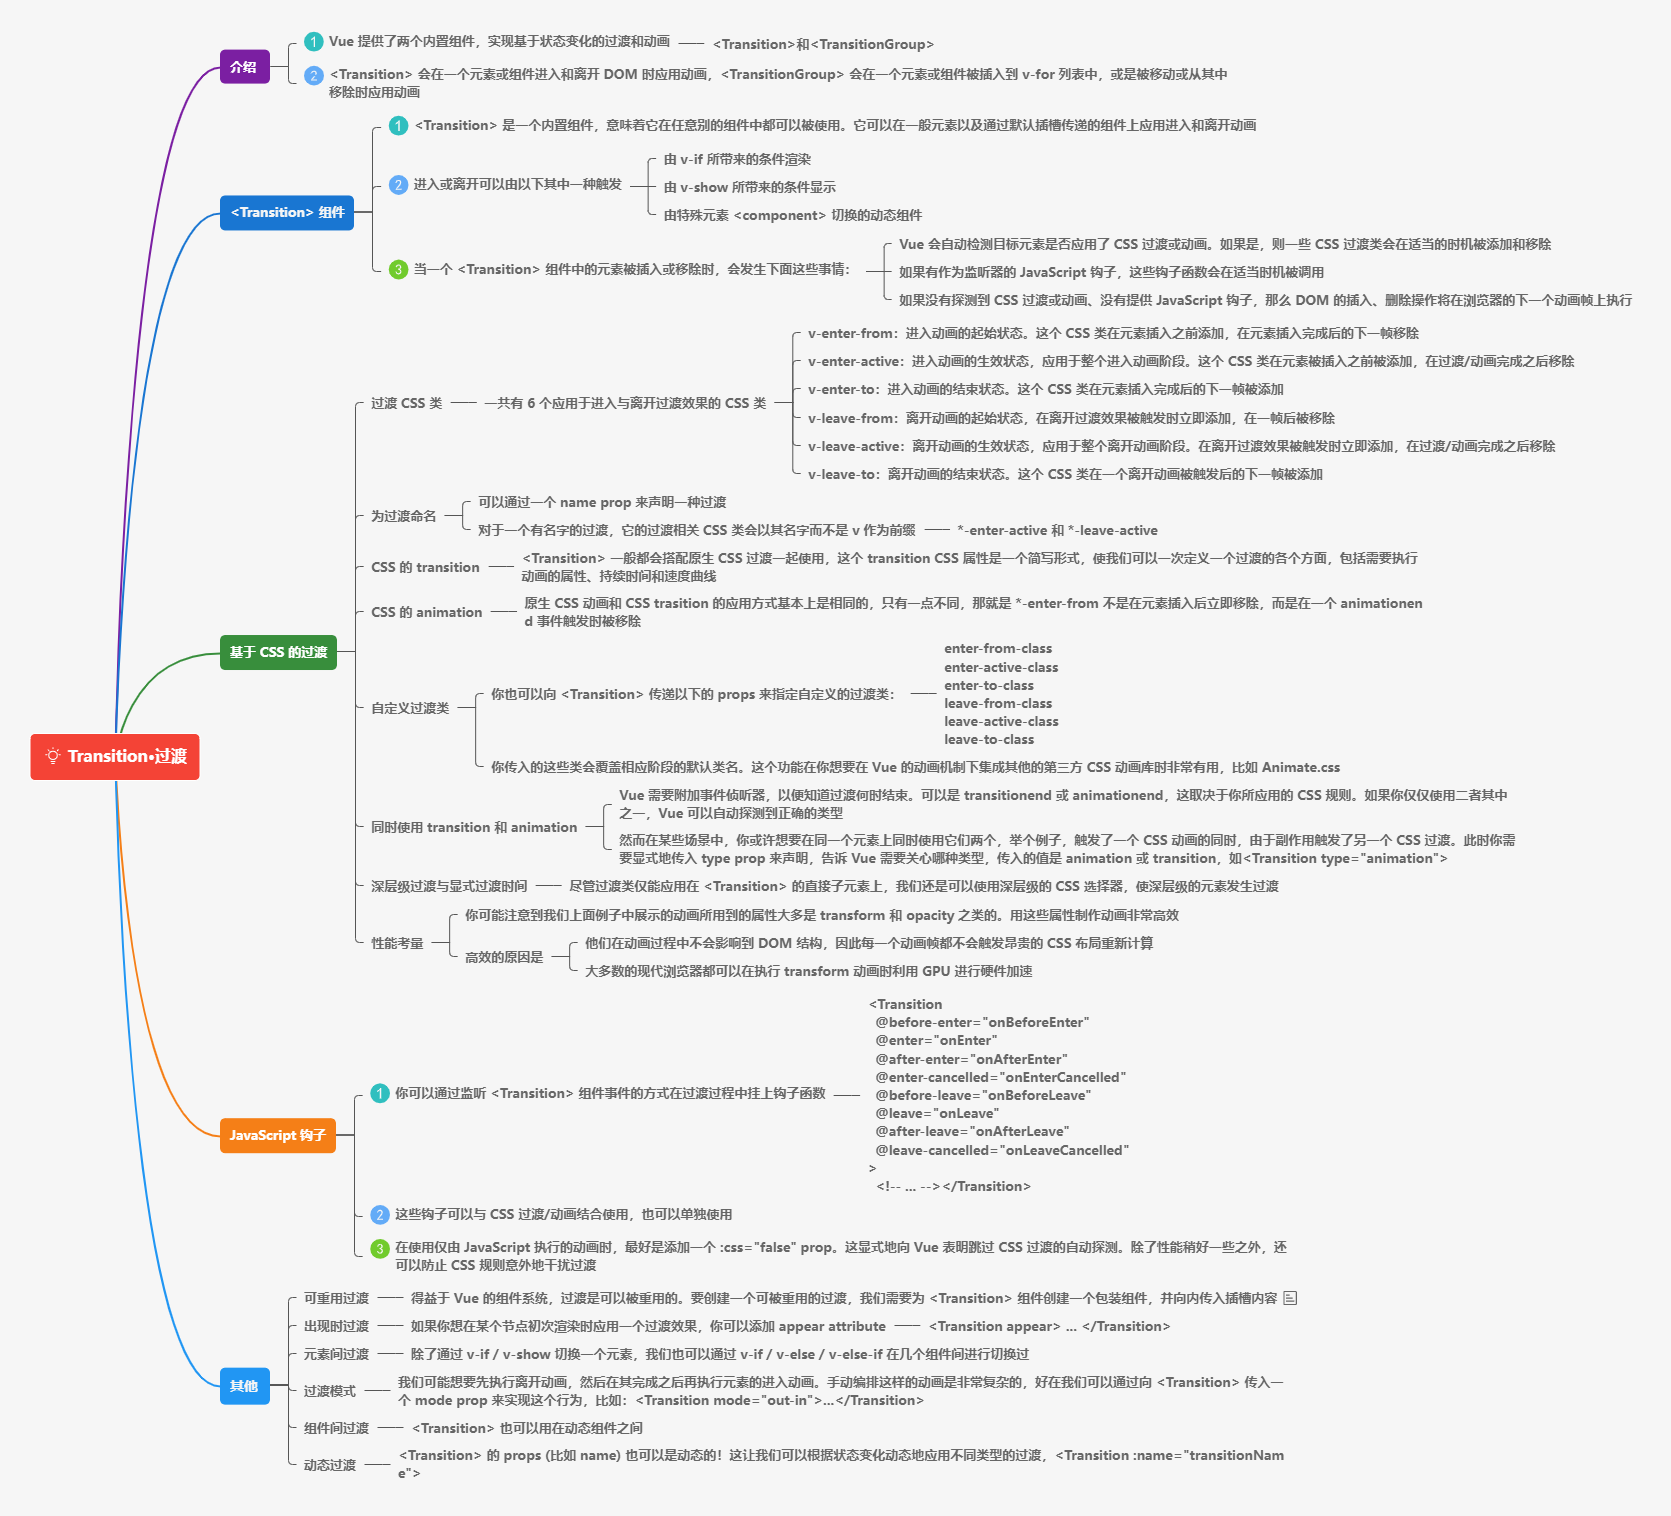 介绍
1 Vue 提供了两个内置组件，实现基于状态变化的过渡和动画
<Transition>和<TransitionGroup>
2 <Transition> 会在一个元素或组件进入和离开 DOM 时应用动画，<TransitionGroup> 会在一个元素或组件被插入到 v-for 列表中，或是被移动或从其中
移除时应用动画
<Transition> 组件
1 <Transition> 是一个内置组件，意味着它在任意别的组件中都可以被使用。它可以在一般元素以及通过默认插槽传递的组件上应用进入和离开动画
2 进入或离开可以由以下其中一种触发
由 v-if 所带来的条件渲染
由 v-show 所带来的条件显示
由特殊元素 <component> 切换的动态组件
3 当一个 <Transition> 组件中的元素被插入或移除时，会发生下面这些事情：
Vue 会自动检测目标元素是否应用了 CSS 过渡或动画。如果是，则一些 CSS 过渡类会在适当的时机被添加和移除
如果有作为监听器的 JavaScript 钩子，这些钩子函数会在适当时机被调用
如果没有探测到 CSS 过渡或动画、没有提供 JavaScript 钩子，那么 DOM 的插入、删除操作将在浏览器的下一个动画帧上执行
基于 CSS 的过渡
过渡 CSS 类
一共有 6 个应用于进入与离开过渡效果的 CSS 类
v-enter-from：进入动画的起始状态。这个 CSS 类在元素插入之前添加，在元素插入完成后的下一帧移除
v-enter-active：进入动画的生效状态，应用于整个进入动画阶段。这个 CSS 类在元素被插入之前被添加，在过渡/动画完成之后移除
v-enter-to：进入动画的结束状态。这个 CSS 类在元素插入完成后的下一帧被添加
v-leave-from：离开动画的起始状态，在离开过渡效果被触发时立即添加，在一帧后被移除
v-leave-active：离开动画的生效状态，应用于整个离开动画阶段。在离开过渡效果被触发时立即添加，在过渡/动画完成之后移除
v-leave-to：离开动画的结束状态。这个 CSS 类在一个离开动画被触发后的下一帧被添加
为过渡命名
可以通过一个 name prop 来声明一种过渡
对于一个有名字的过渡，它的过渡相关 CSS 类会以其名字而不是 v 作为前缀
*-enter-active 和 *-leave-active
CSS 的 transition
<Transition> 一般都会搭配原生 CSS 过渡一起使用，这个 transition CSS 属性是一个简写形式，使我们可以一次定义一个过渡的各个方面，包括需要执行
动画的属性、持续时间和速度曲线
CSS 的 animation
原生 CSS 动画和 CSS trasition 的应用方式基本上是相同的，只有一点不同，那就是 *-enter-from 不是在元素插入后立即移除，而是在一个 animationen
d 事件触发时被移除
自定义过渡类
你也可以向 <Transition> 传递以下的 props 来指定自定义的过渡类：
enter-from-class
enter-active-class
enter-to-class
leave-from-class
leave-active-class
leave-to-class
你传入的这些类会覆盖相应阶段的默认类名。这个功能在你想要在 Vue 的动画机制下集成其他的第三方 CSS 动画库时非常有用，比如 Animate.css
同时使用 transition 和 animation
Vue 需要附加事件侦听器，以便知道过渡何时结束。可以是 transitionend 或 animationend，这取决于你所应用的 CSS 规则。如果你仅仅使用二者其中
之一，Vue 可以自动探测到正确的类型
然而在某些场景中，你或许想要在同一个元素上同时使用它们两个，举个例子，触发了一个 CSS 动画的同时，由于副作用触发了另一个 CSS 过渡。此时你需
要显式地传入 type prop 来声明，告诉 Vue 需要关心哪种类型，传入的值是 animation 或 transition，如<Transition type="animation">
深层级过渡与显式过渡时间
尽管过渡类仅能应用在 <Transition> 的直接子元素上，我们还是可以使用深层级的 CSS 选择器，使深层级的元素发生过渡
性能考量
你可能注意到我们上面例子中展示的动画所用到的属性大多是 transform 和 opacity 之类的。用这些属性制作动画非常高效
高效的原因是
他们在动画过程中不会影响到 DOM 结构，因此每一个动画帧都不会触发昂贵的 CSS 布局重新计算
大多数的现代浏览器都可以在执行 transform 动画时利用 GPU 进行硬件加速
Transition•过渡
JavaScript 钩子
1 你可以通过监听 <Transition> 组件事件的方式在过渡过程中挂上钩子函数
<Transition
@before-enter="onBeforeEnter"
@enter="onEnter"
@after-enter="onAfterEnter"
@enter-cancelled="onEnterCancelled"
@before-leave="onBeforeLeave"
@leave="onLeave"
@after-leave="onAfterLeave"
@leave-cancelled="onLeaveCancelled"
>
<!-- ... --></Transition>
2 这些钩子可以与 CSS 过渡/动画结合使用，也可以单独使用
3 在使用仅由 JavaScript 执行的动画时，最好是添加一个 :css="false" prop。这显式地向 Vue 表明跳过 CSS 过渡的自动探测。除了性能稍好一些之外，还
可以防止 CSS 规则意外地干扰过渡
其他
可重用过渡
得益于 Vue 的组件系统，过渡是可以被重用的。要创建一个可被重用的过渡，我们需要为 <Transition> 组件创建一个包装组件，并向内传入插槽内容
出现时过渡
如果你想在某个节点初次渲染时应用一个过渡效果，你可以添加 appear attribute
<Transition appear> ... </Transition>
元素间过渡
除了通过 v-if / v-show 切换一个元素，我们也可以通过 v-if / v-else / v-else-if 在几个组件间进行切换过
过渡模式
我们可能想要先执行离开动画，然后在其完成之后再执行元素的进入动画。手动编排这样的动画是非常复杂的，好在我们可以通过向 <Transition> 传入一
个 mode prop 来实现这个行为，比如：<Transition mode="out-in">...</Transition>
组件间过渡
<Transition> 也可以用在动态组件之间
动态过渡
<Transition> 的 props (比如 name) 也可以是动态的！这让我们可以根据状态变化动态地应用不同类型的过渡，<Transition :name="transitionNam
e">